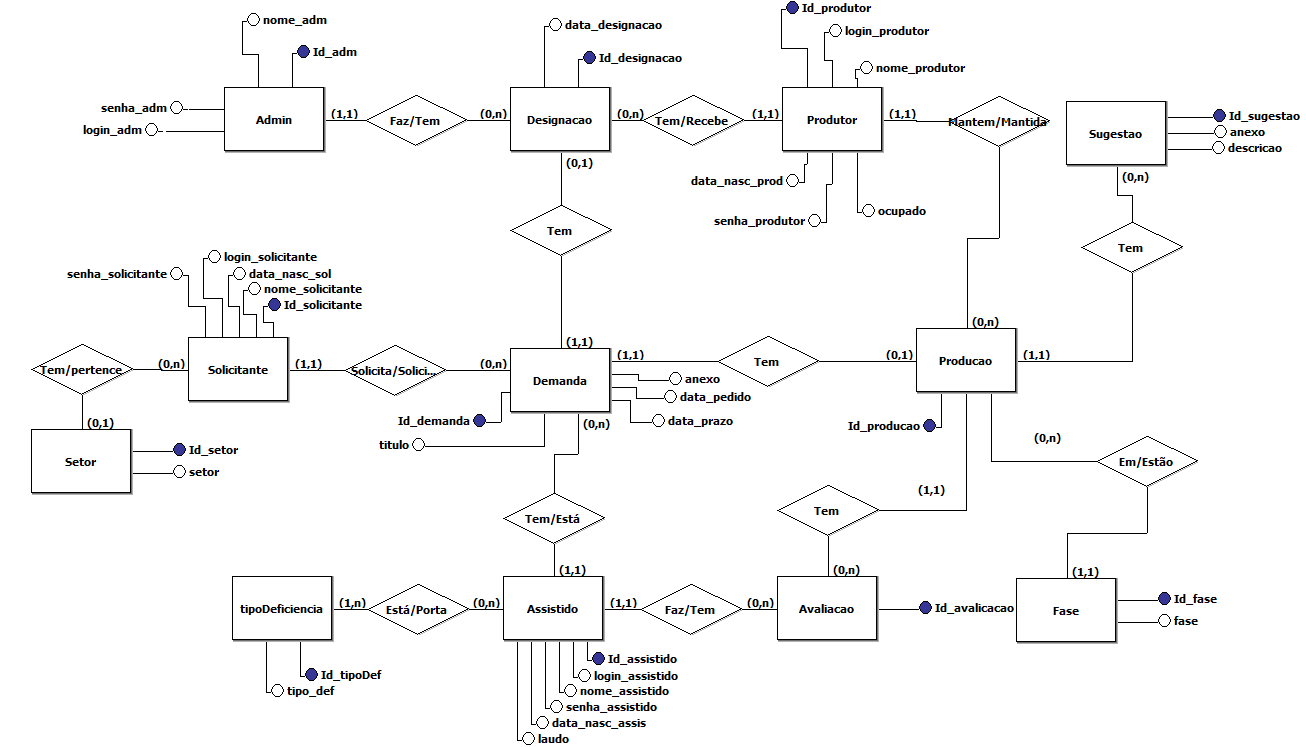 nome_adm
Id_adm
senha_adm
login_adm
Admin
(1,1)
Faz/Tem
(0,n)
data_designacao
Id_designacao
Designacao
(0,n)
Tem/Recebe
(1,1)
Id_produtor
login_produtor
nome_produtor
Produtor
(1,1)
Mantem/Mantida
data_nasc_prod
senha_produtor
ocupado
Sugestao
Id_sugestao
anexo
descricao
(0,n)
Tem
(0,1)
Tem
(1,1)
login_solicitante
senha_solicitante
data_nasc_sol
nome_solicitante
Id_solicitante
Tem/pertence
(0,n)
Solicitante
(1,1)
Solicita/Solici...
(0,n)
Demanda
(1,1)
Tem
(0,1)
(0,n)
Producao
(1,1)
anexo
data_pedido
data_prazo
Id_demanda
titulo
(0,n)
(0,1)
Setor
Id_setor
setor
Id_producao
(0,n)
Em/Estão
(1,1)
Tem
Tem/Está
(1,1)
(0,n)
(1,1)
tipoDeficiencia
(1,n)
Está/Porta
(0,n)
Assistido
(1,1)
Faz/Tem
(0,n)
Avaliacao
Id_avalicacao
Fase
Id_fase
fase
Id_tipoDef
tipo_def
Id_assistido
login_assistido
nome_assistido
senha_assistido
data_nasc_assis
laudo